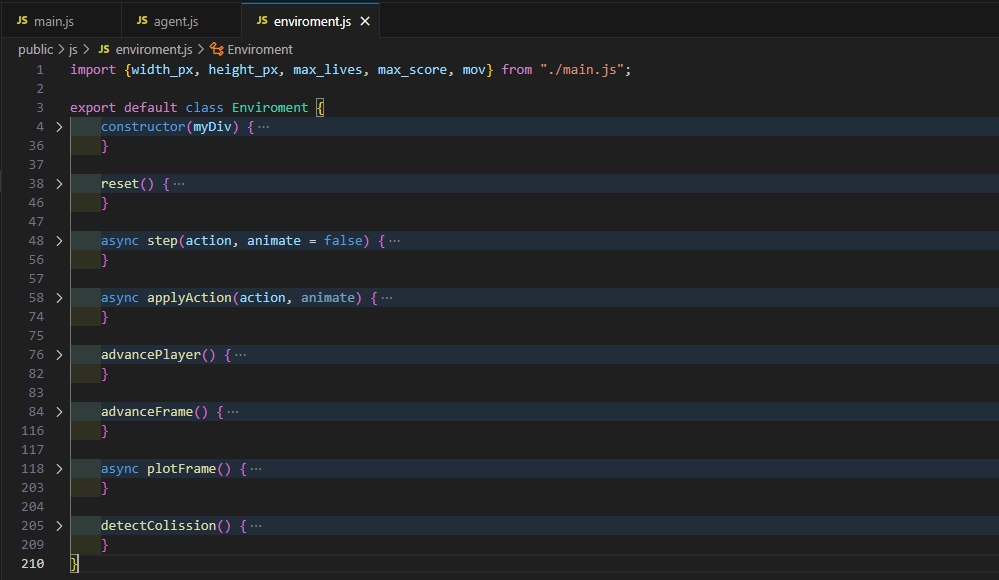 JS main.js JS agent.js JS enviroment.js ×
public > js > JS enviroment.js > Enviroment
1 import {width_px, height_px, max_lives, max_score, mov} from "./main.js";
2
3 export default class Enviroment {
4 > constructor(myDiv) { ···
36 }
37
38 > reset() { ···
46 }
47
48 > async step(action, animate = false) { ···
56 }
57
58 > async applyAction(action, animate) { ···
74 }
75
76 > advancePlayer() { ···
82 }
83
84 > advanceFrame() { ···
116 }
117
118 > async plotFrame() { ···
203 }
204
205 > detectColission() { ···
209 }
210 }